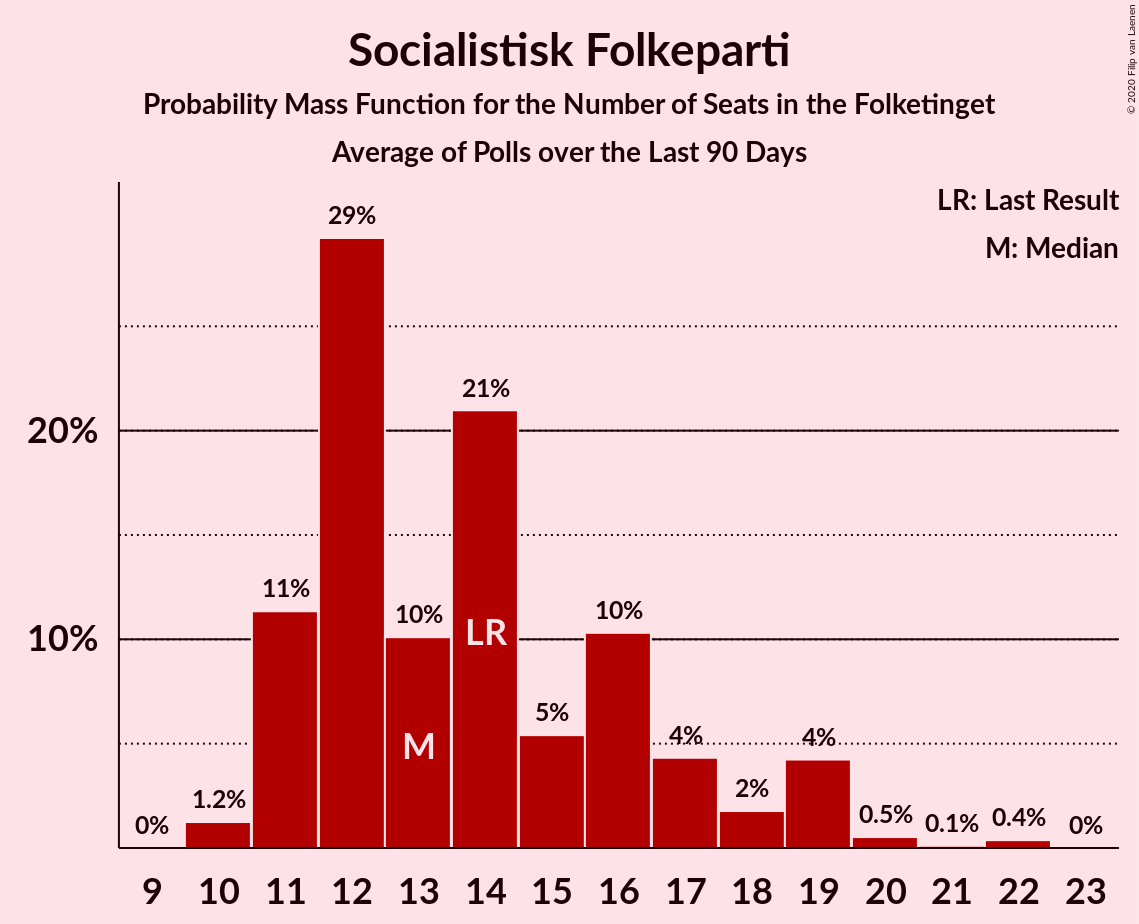 Socialistisk Folkeparti
Probability Mass Function for the Number of Seats in the Folketinget
Average of Polls over the Last 90 Days
© 2020 Filip van Laenen
LR: Last Result
M: Median
29%
21%
20%
11%
10%
10%
10%
LR
5%
4%
4%
M
2%
1.2%
0.5%
0.4%
0.1%
0%
0%
9 10 11 12 13 14 15 16 17 18 19 20 21 22 23